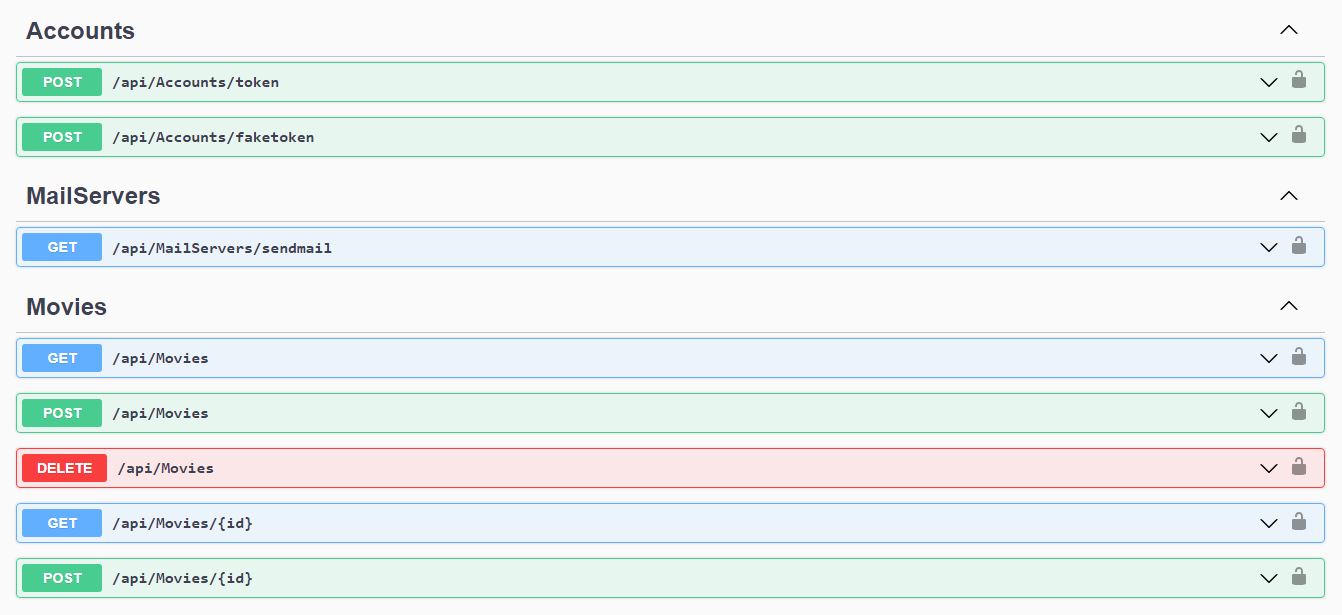 Accounts
POST /api/Accounts/token
POST /api/Accounts/faketoken
MailServers
GET /api/MailServers/sendmail
Movies
GET /api/Movies
POST /api/Movies
DELETE /api/Movies
GET /api/Movies/{id}
POST /api/Movies/{id}